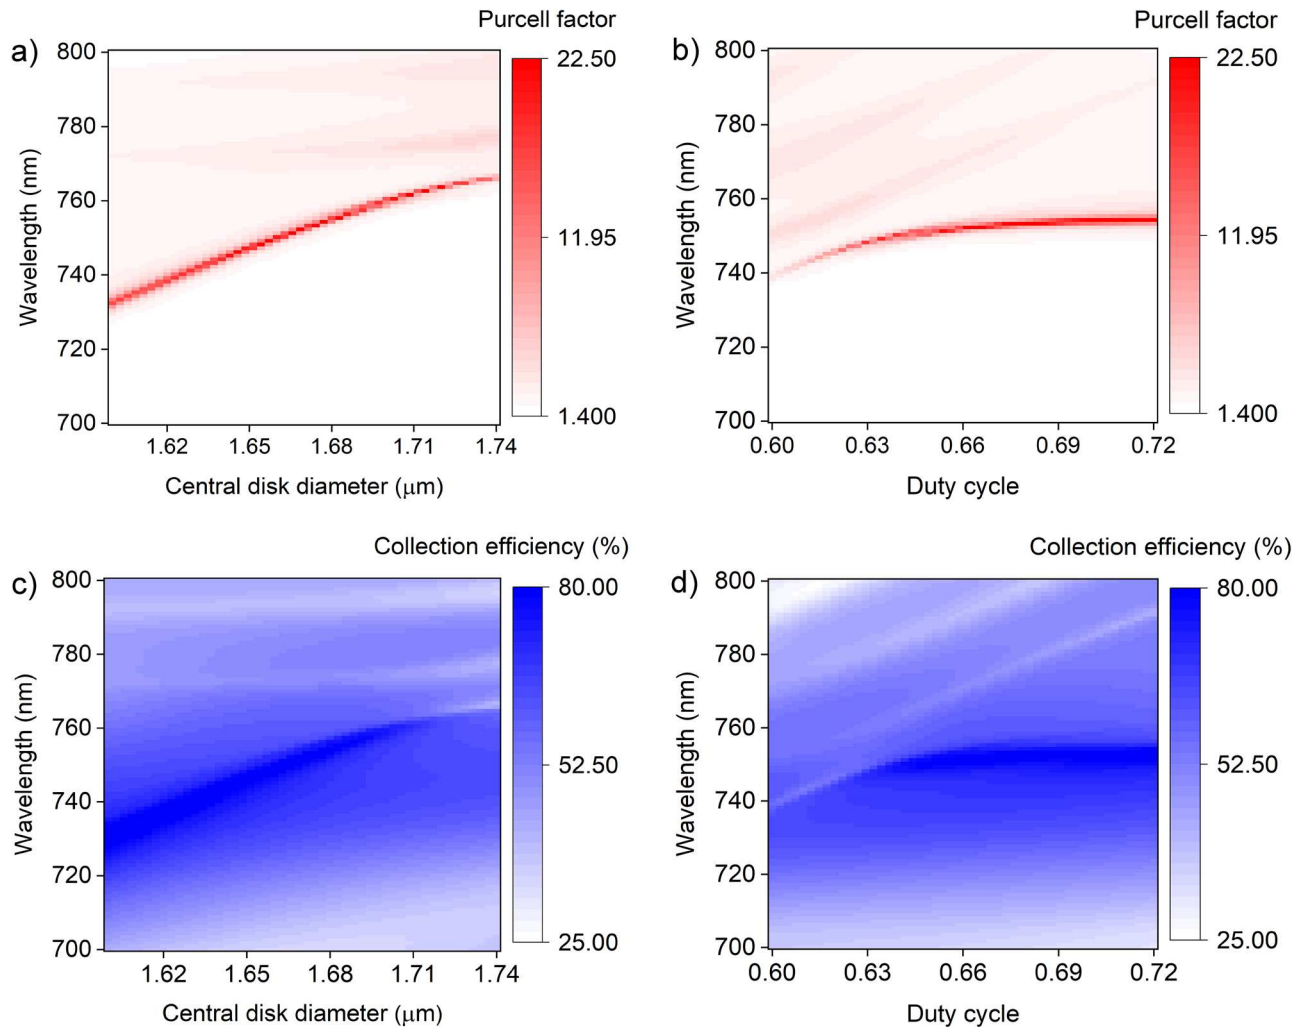 a)
Purcell factor
800
780
760
740
720
700
Wavelength (nm)
1.62 1.65 1.68 1.71 1.74
Central disk diameter (μm)
22.50
11.95
1.400
b)
Purcell factor
800
780
760
740
720
700
Wavelength (nm)
0.60 0.63 0.66 0.69 0.72
Duty cycle
22.50
11.95
1.400
c)
Collection efficiency (%)
800
780
760
740
720
700
Wavelength (nm)
1.62 1.65 1.68 1.71 1.74
Central disk diameter (μm)
80.00
52.50
25.00
d)
Collection efficiency (%)
800
780
760
740
720
700
Wavelength (nm)
0.60 0.63 0.66 0.69 0.72
Duty cycle
80.00
52.50
25.00